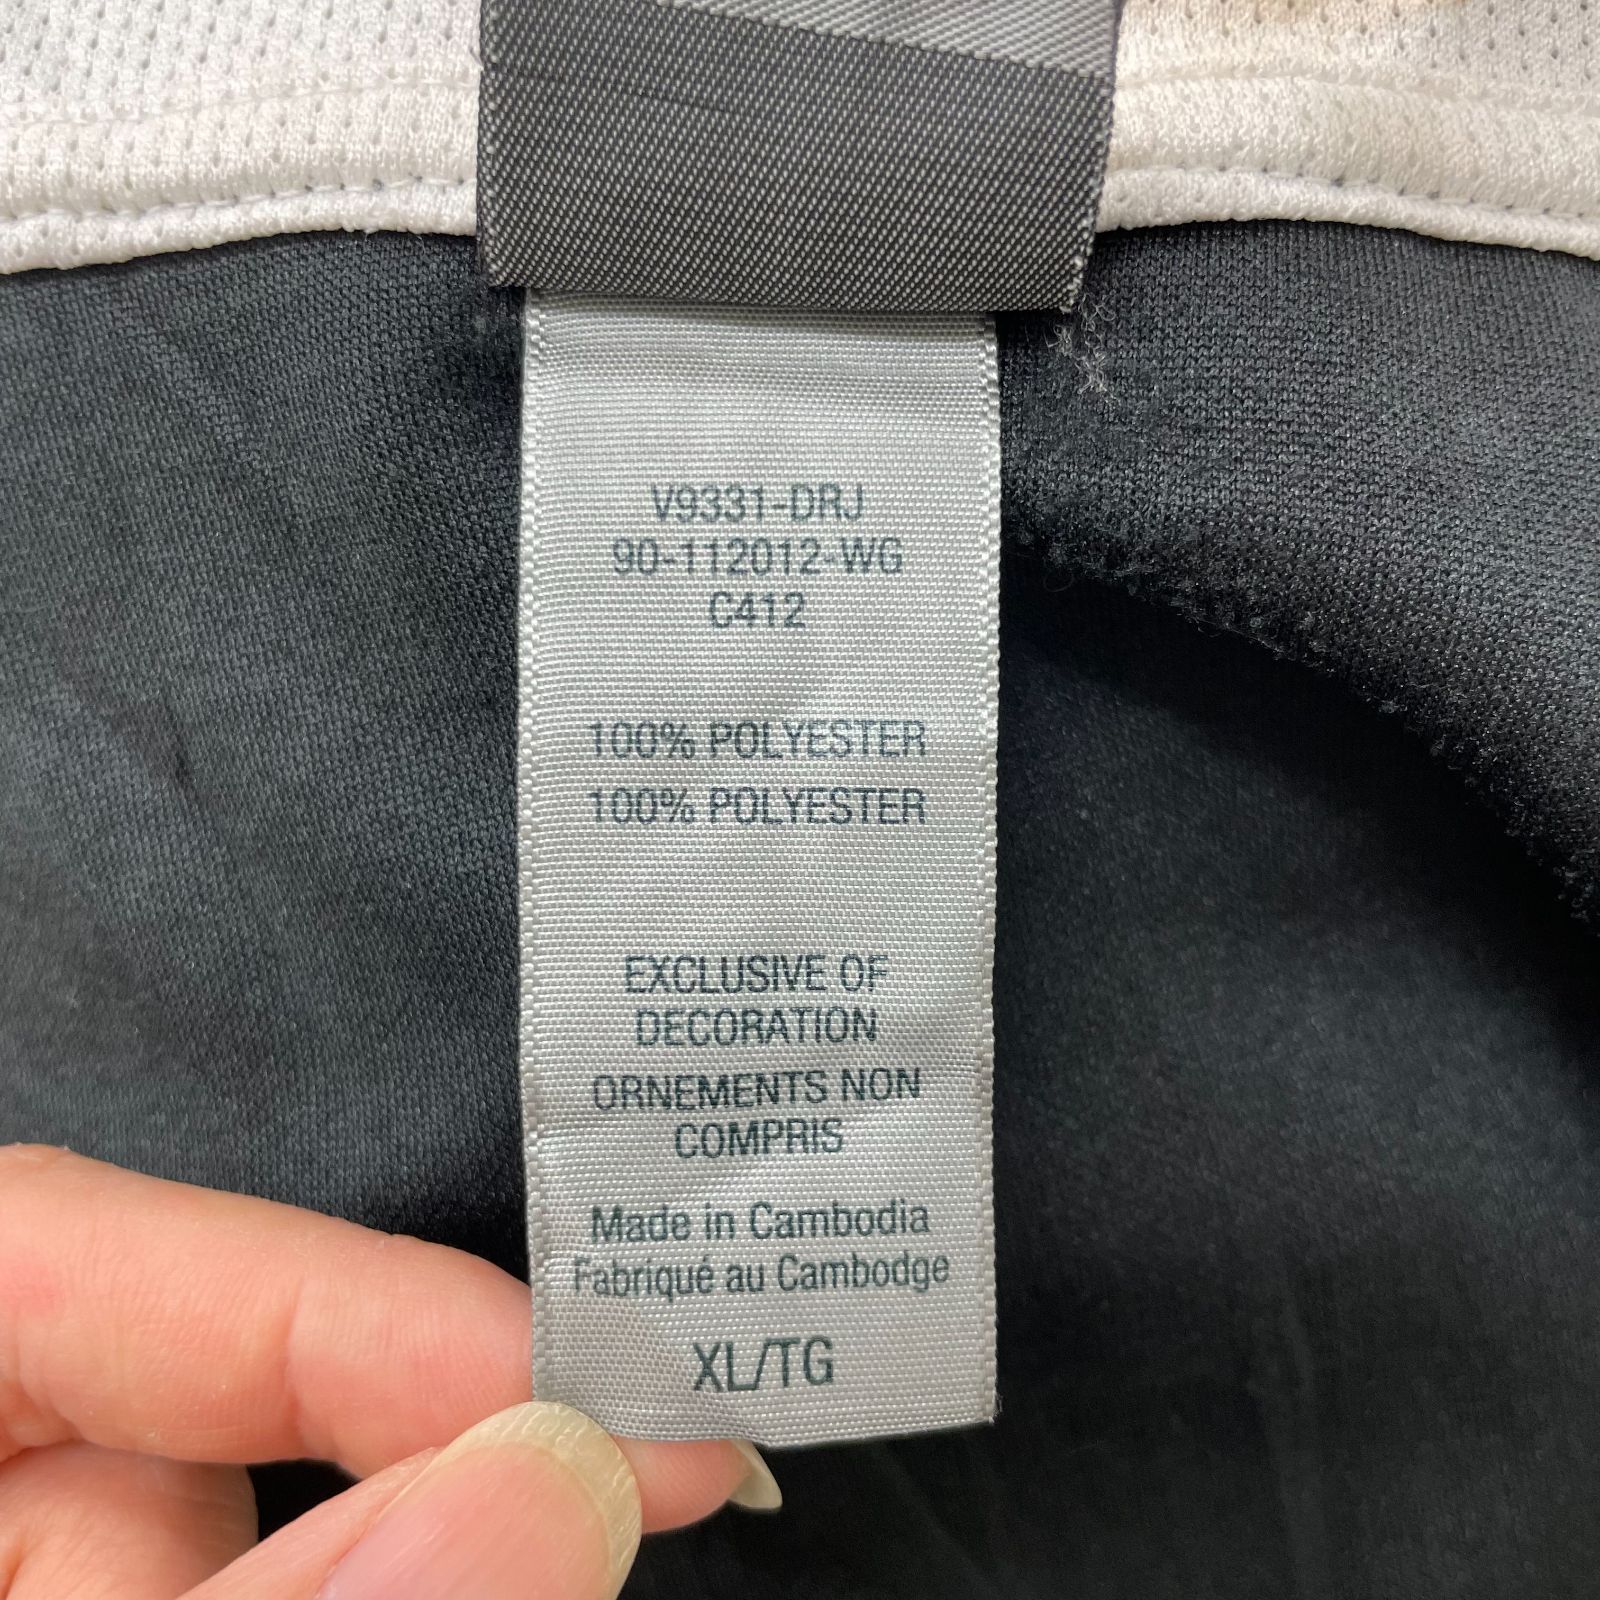 V9331-DRJ
90-112012-WG
C412
100% POLYESTER
100% POLYESTER
EXCLUSIVE OF
DECORATION
ORNEMENTS NON
COMPRIS
Made in Cambodia
Fabriqué au Cambodge
XL/TG